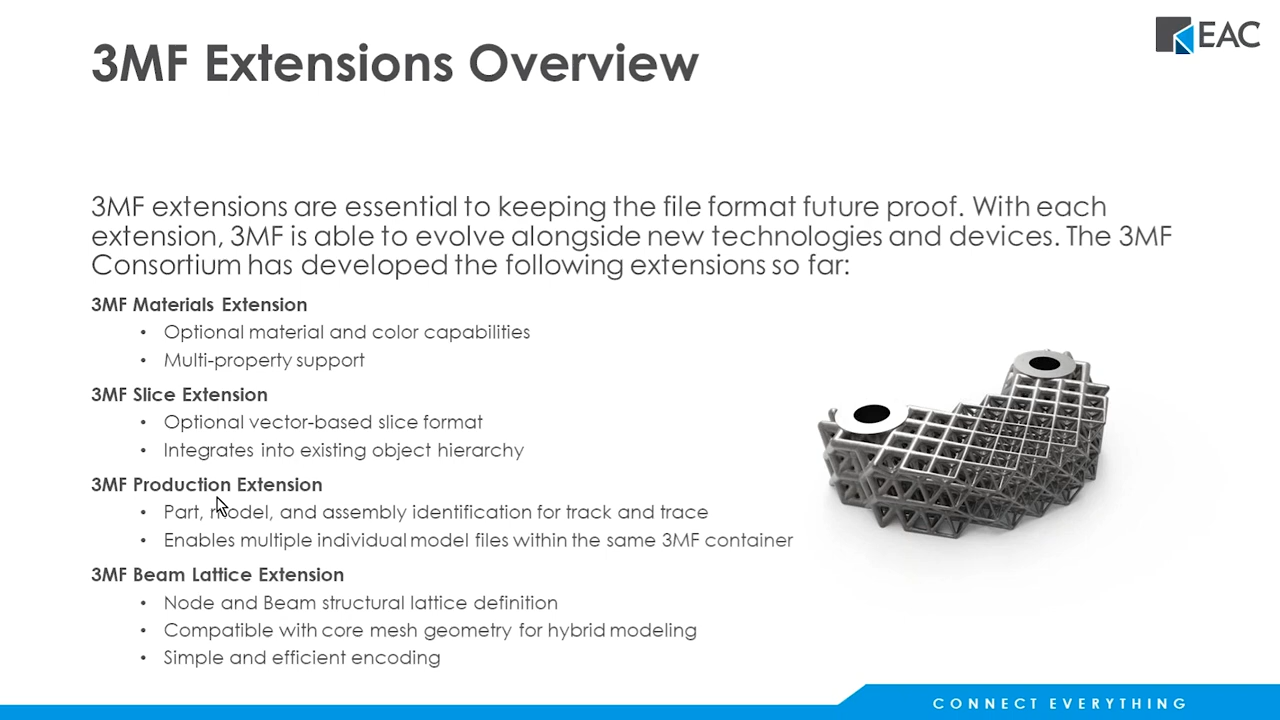 EAC
3MF Extensions Overview
3MF extensions are essential to keeping the file format future proof. With each
extension, 3MF is able to evolve alongside new technologies and devices. The 3MF
Consortium has developed the following extensions so far:
3MF Materials Extension
• Optional material and color capabilities
• Multi-property support
3MF Slice Extension
• Optional vector-based slice format
• Integrates into existing object hierarchy
3MF Production Extension
• Part, model, and assembly identification for track and trace
• Enables multiple individual model files within the same 3MF container
3MF Beam Lattice Extension
• Node and Beam structural lattice definition
• Compatible with core mesh geometry for hybrid modeling
• Simple and efficient encoding
CONNECT EVERYTHING